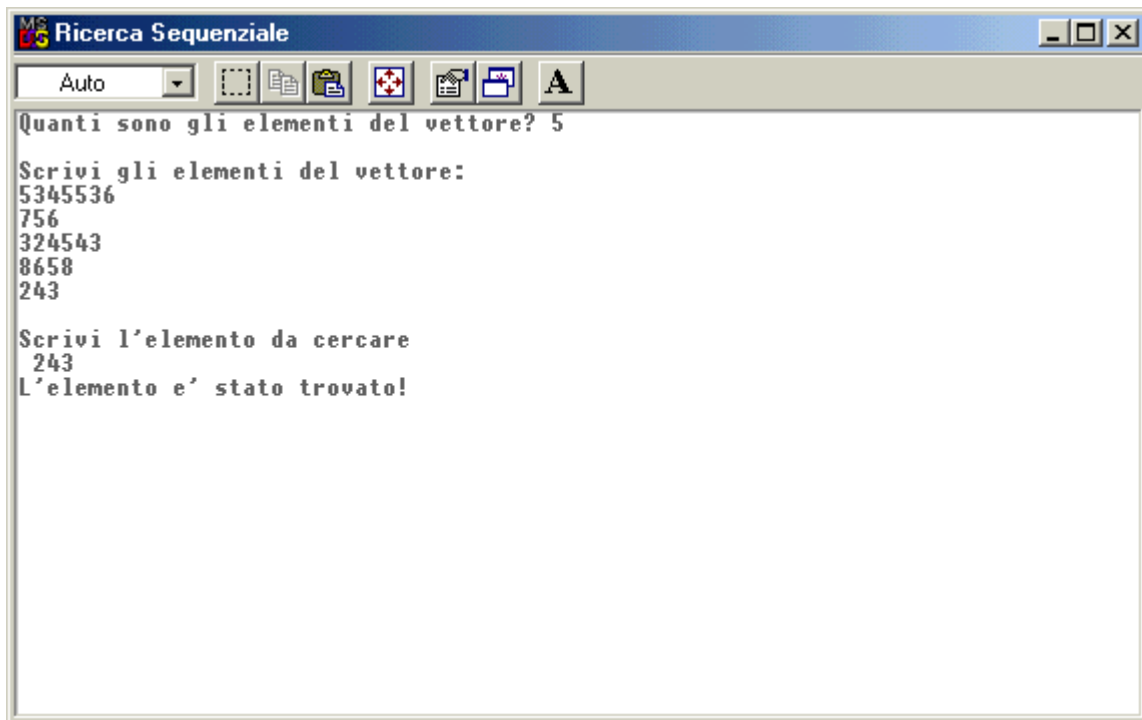 Ricerca Sequenziale
Auto
A
Quanti sono gli elementi del vettore? 5
Scrivi gli elementi del vettore:
5345536
756
324543
8658
243
Scrivi l'elemento da cercare
243
L'elemento e' stato trovato!